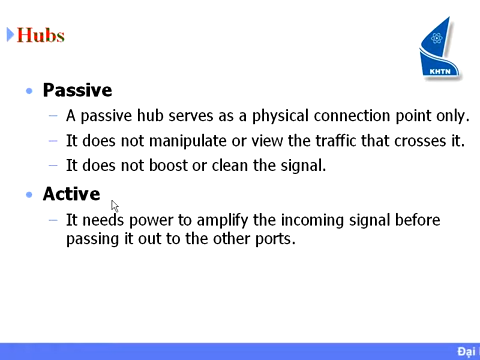 Hubs
KHTN
• Passive
– A passive hub serves as a physical connection point only.
– It does not manipulate or view the traffic that crosses it.
– It does not boost or clean the signal.
• Active
– It needs power to amplify the incoming signal before
passing it out to the other ports.
Đại